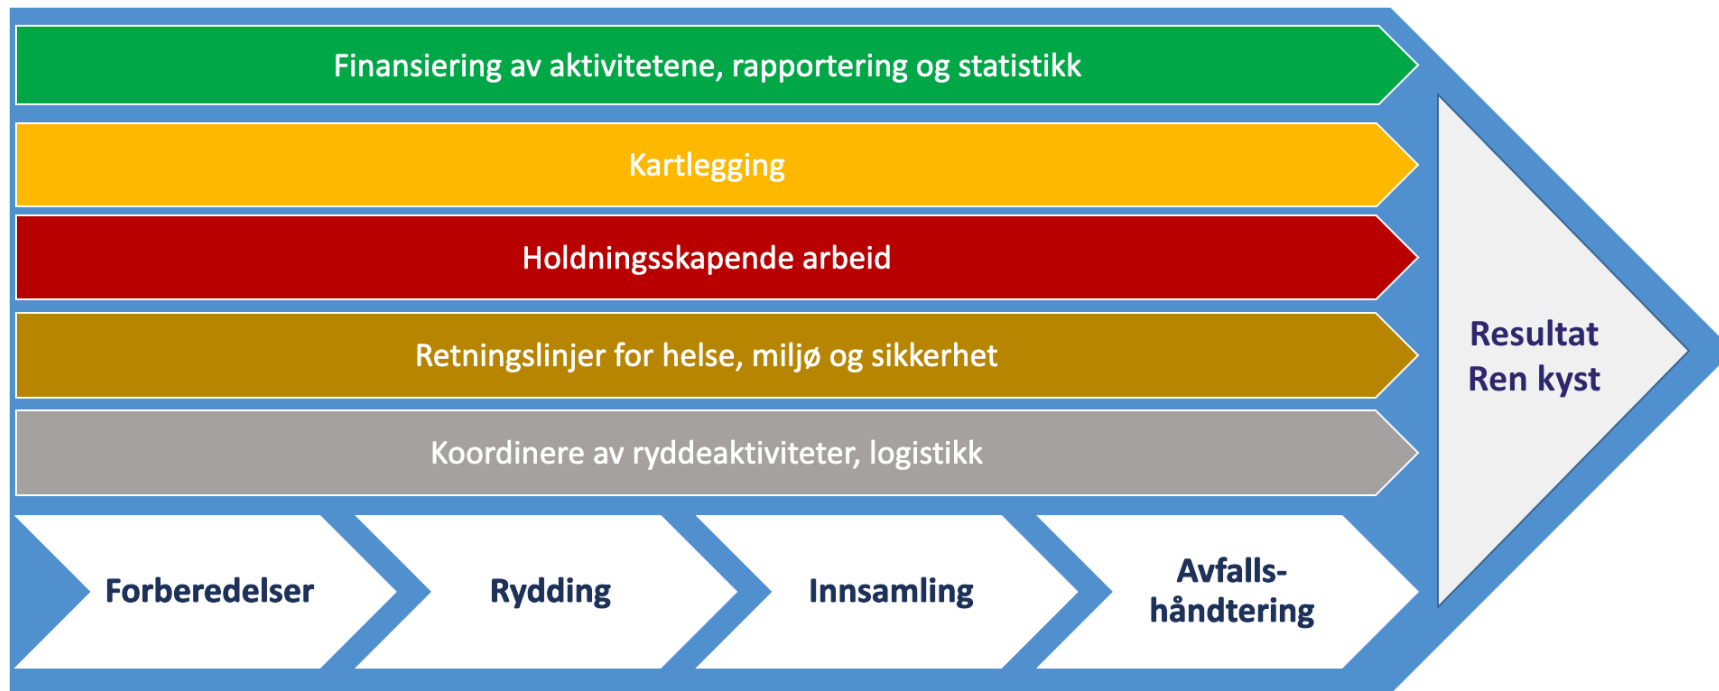 Finansiering av aktivitetene, rapportering og statistikk
Kartlegging
Holdningsskapende arbeid
Retningslinjer for helse, miljø og sikkerhet
Koordinere av ryddeaktiviteter, logistikk
Forberedelser
Rydding
Innsamling
Avfalls-
håndtering
Resultat
Ren kyst